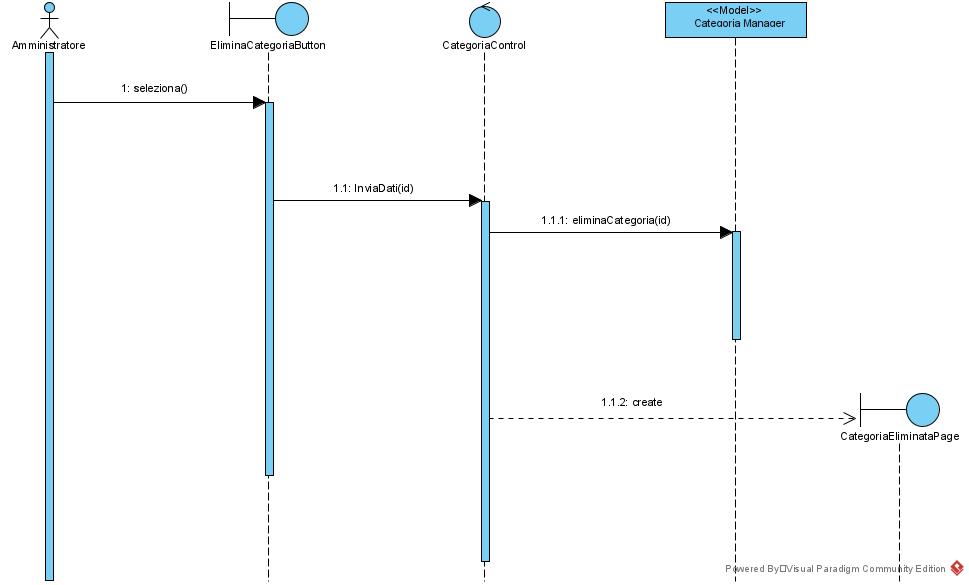 Amministratore
EliminaCategoriaButton
CategoriaControl
<<Model>>
Categoria Manager
1: seleziona()
1.1: InviaDati(id)
1.1.1: eliminaCategoria(id)
1.1.2: create
CategoriaEliminataPage
Powered By□Visual Paradigm Community Edition